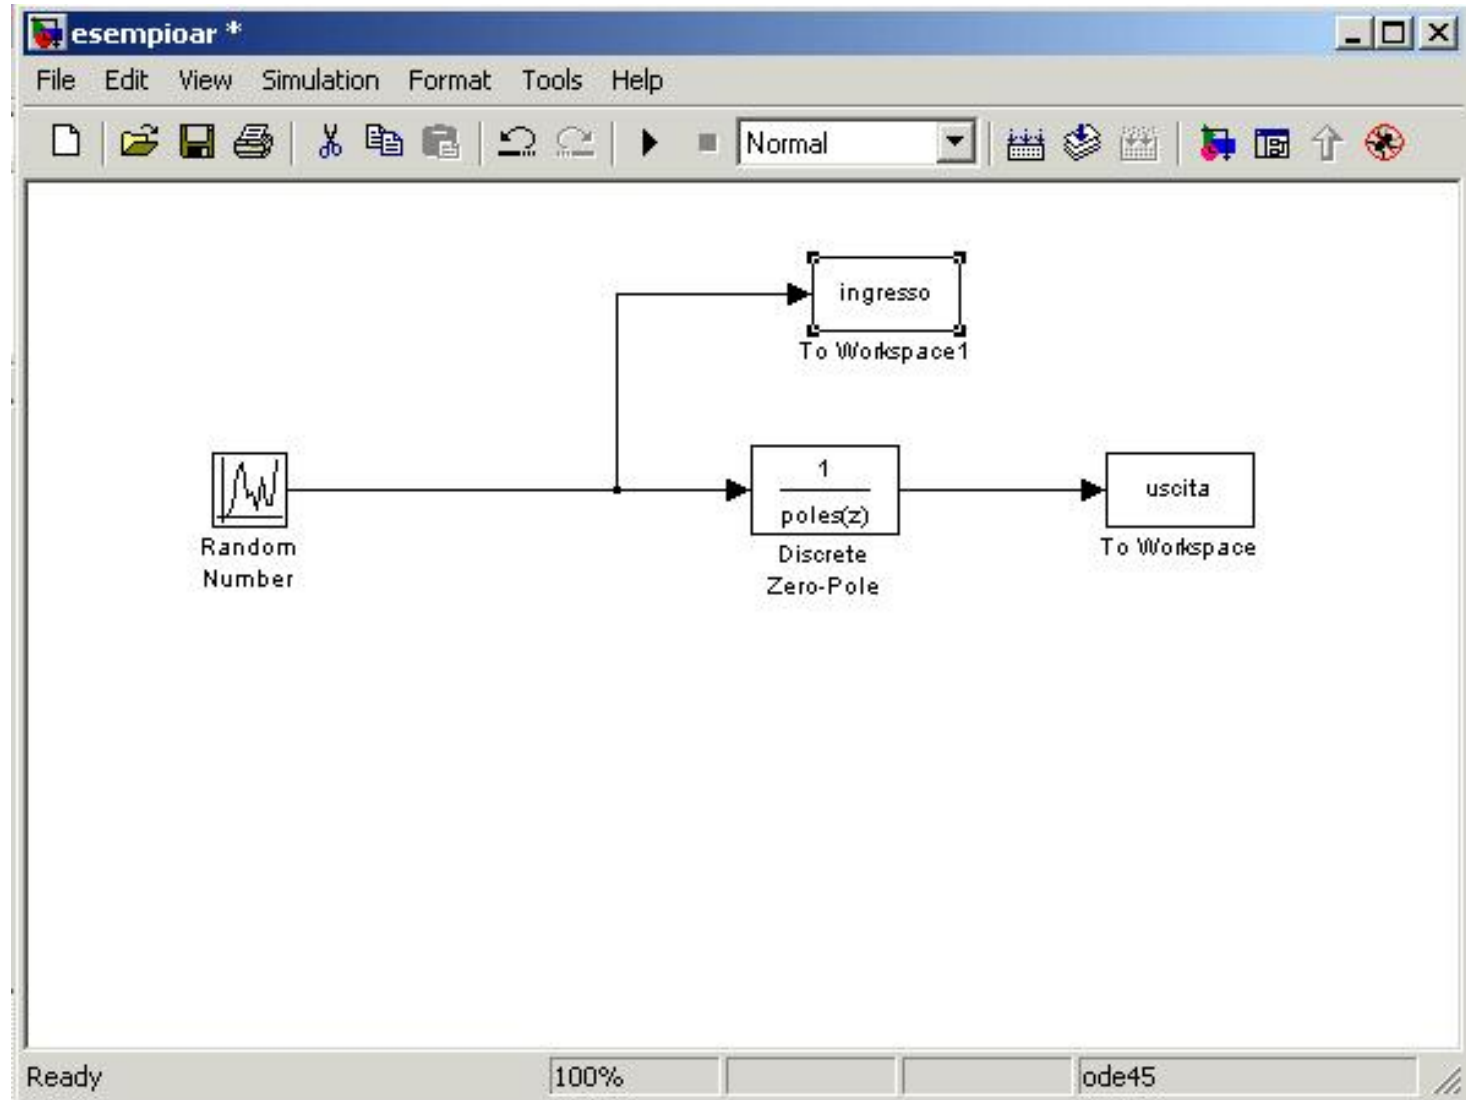 esempioar *
File Edit View Simulation Format Tools Help
Normal
ingresso
To Workspace1
1
poles(z)
uscita
Random
Number
Discrete
Zero-Pole
To Workspace
Ready 100% ode45